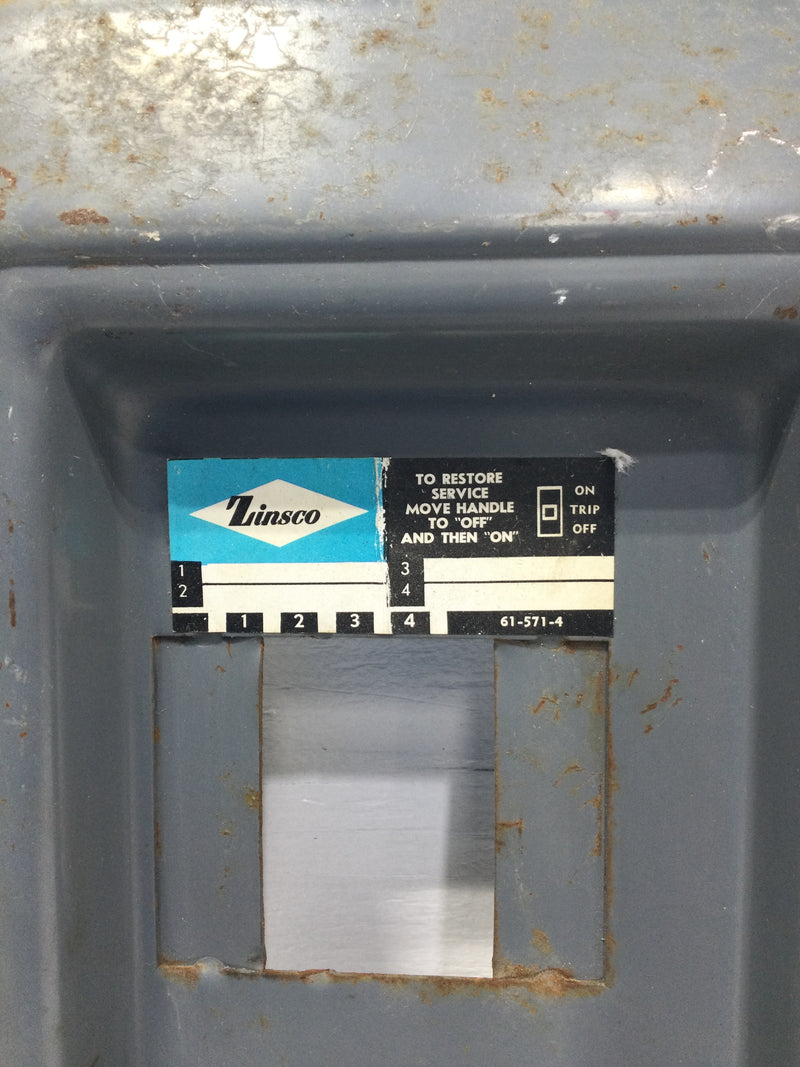 Zinsco
TO RESTORE
SERVICE
MOVE HANDLE
TO "OFF"
AND THEN "ON"
ON
TRIP
OFF
1
2
3
4
1 2 3 4 61-571-4